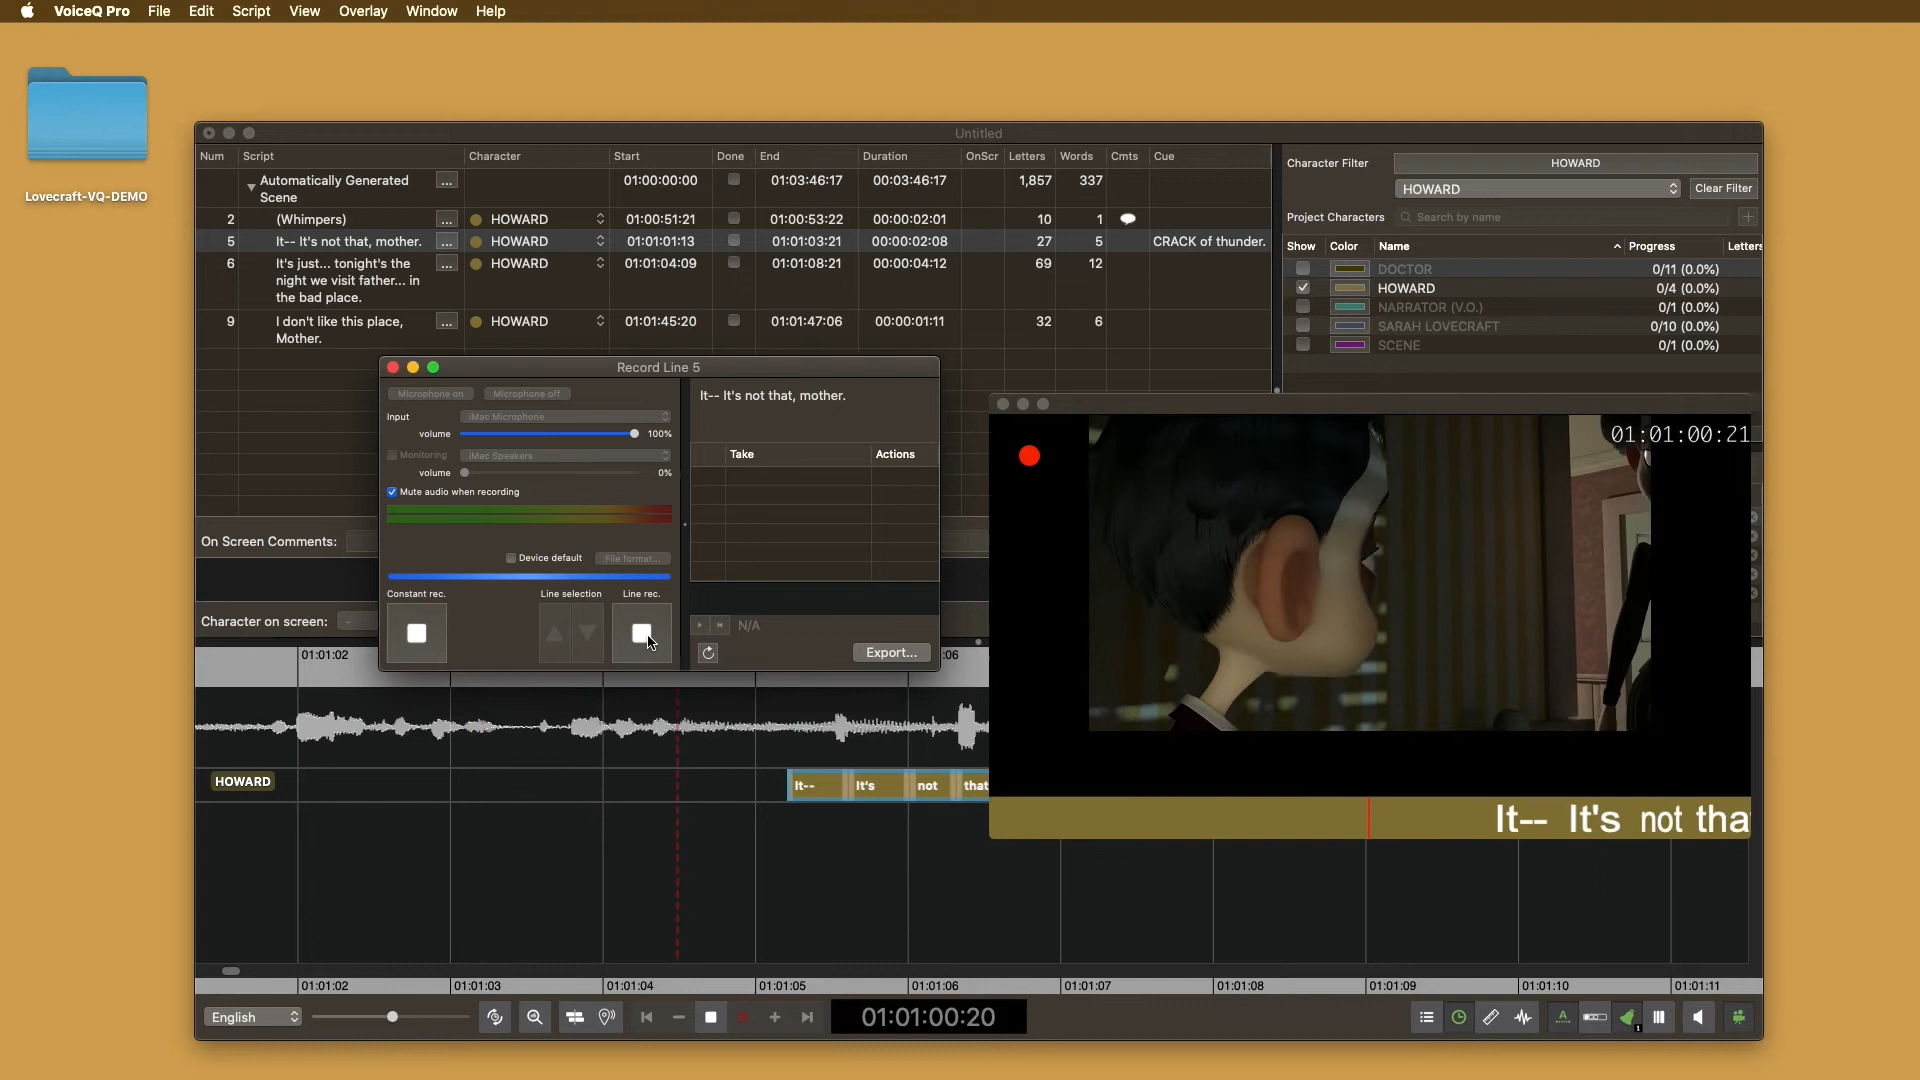 VoiceQ Pro File Edit Script View Overlay Window Help
Lovecraft-VQ-DEMO
Untitled
Num Script Character Start Done End Duration OnScr Letters Words Cmts Cue
Automatically Generated ... 01:00:00:00 01:03:46:17 00:03:46:17 1,857 337
Scene
2 (Whimpers) ... HOWARD 01:00:51:21 01:00:53:22 00:00:02:01 10 1
5 It-- It's not that, mother. ... HOWARD 01:01:01:13 01:01:03:21 00:00:02:08 27 5 CRACK of thunder.
6 It's just... tonight's the ... HOWARD 01:01:04:09 01:01:08:21 00:00:04:12 69 12
night we visit father... in
the bad place.
9 I don't like this place, ... HOWARD 01:01:45:20 01:01:47:06 00:00:01:11 32 6
Mother.
Character Filter HOWARD
HOWARD Clear Filter
Project Characters Search by name
Show Color Name Progress Letters
DOCTOR 0/11 (0.0%)
HOWARD 0/4 (0.0%)
NARRATOR (V.O.) 0/1 (0.0%)
SARAH LOVECRAFT 0/10 (0.0%)
SCENE 0/1 (0.0%)
Record Line 5
Microphone on Microphone off
Input iMac Microphone
volume 100%
Monitoring iMac Speakers
volume 0%
Mute audio when recording
Device default File format...
Constant rec. Line selection Line rec.
It-- It's not that, mother.
Take Actions
N/A
Export...
01:01:00:21
It-- It's not tha
On Screen Comments:
Character on screen: -
01:01:02 :06
HOWARD It-- It's not that
01:01:02 01:01:03 01:01:04 01:01:05 01:01:06 01:01:07 01:01:08 01:01:09 01:01:10 01:01:11
English 01:01:00:20 A 1